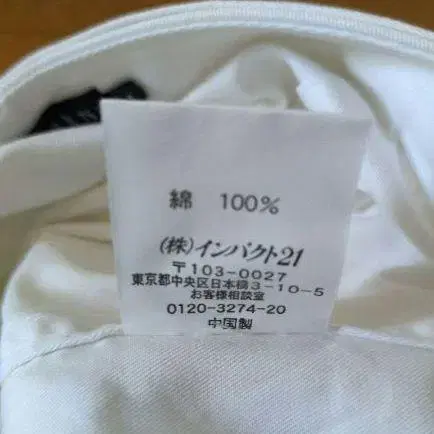 綿 100%
(株)インパクト21
〒103-0027
東京都中央区日本橋3-10-5
お客様相談室
0120-3274-20
中国製